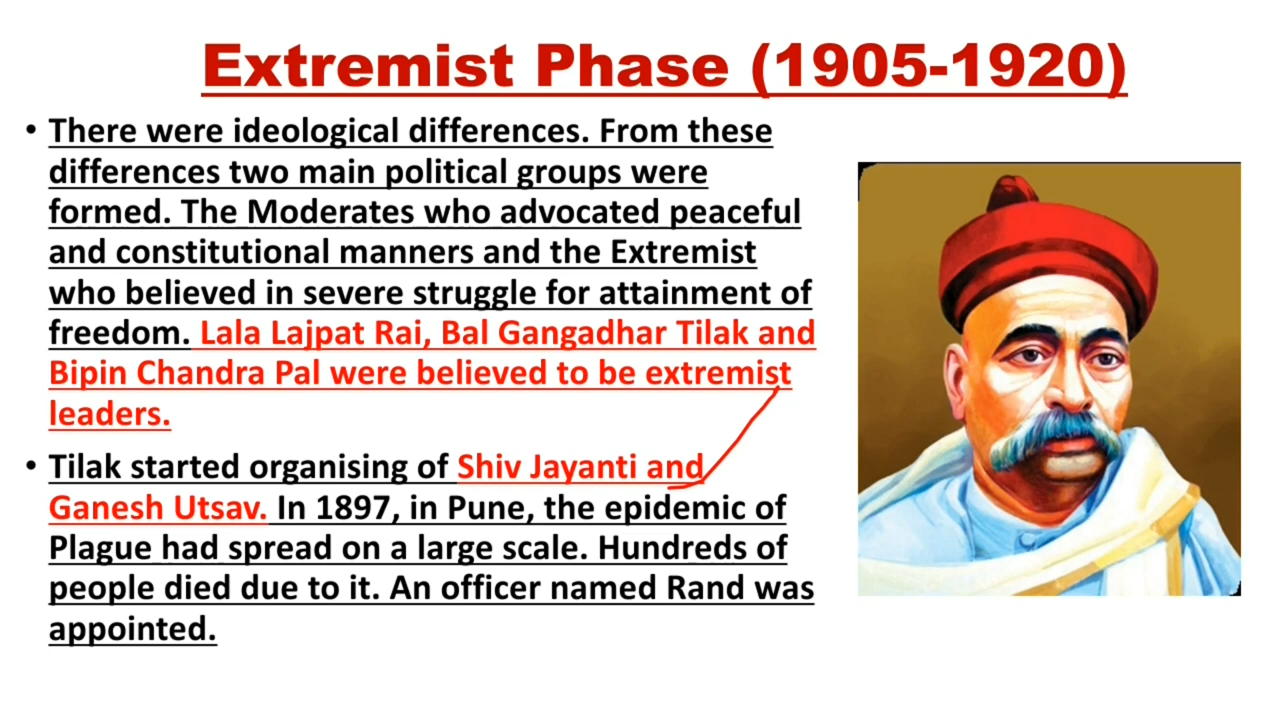 Extremist Phase (1905-1920)
• There were ideological differences. From these
differences two main political groups were
formed. The Moderates who advocated peaceful
and constitutional manners and the Extremist
who believed in severe struggle for attainment of
freedom. Lala Lajpat Rai, Bal Gangadhar Tilak and
Bipin Chandra Pal were believed to be extremist
leaders.
• Tilak started organising of Shiv Jayanti and
Ganesh Utsav. In 1897, in Pune, the epidemic of
Plague had spread on a large scale. Hundreds of
people died due to it. An officer named Rand was
appointed.